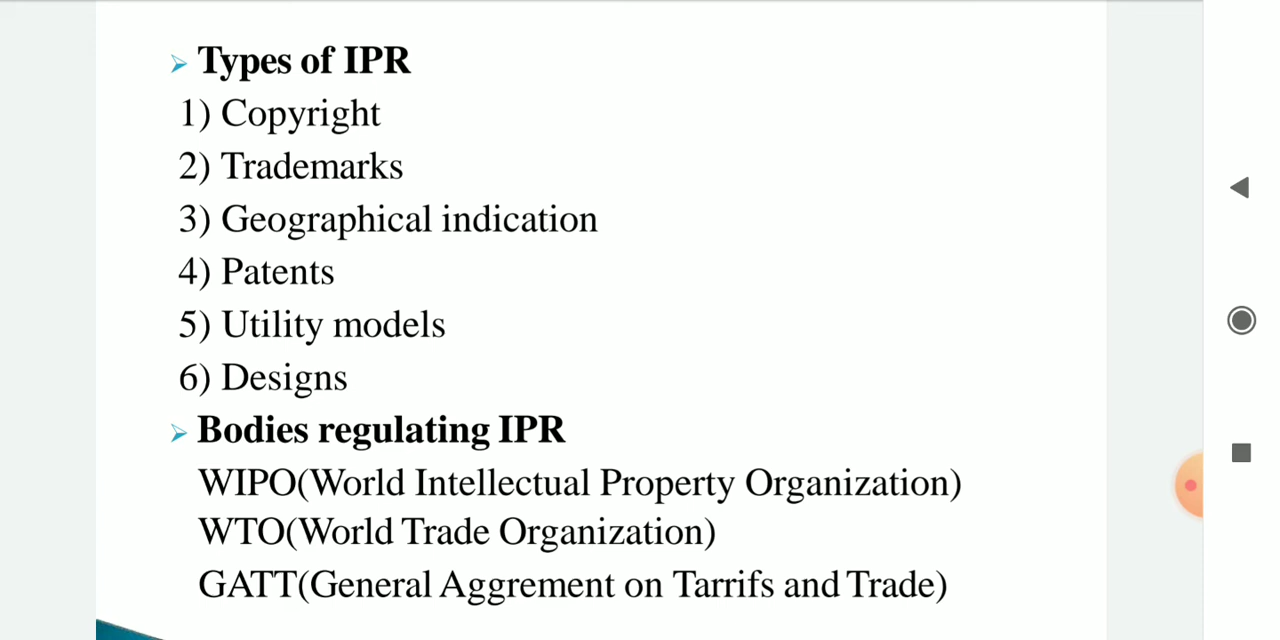 Types of IPR
1) Copyright
2) Trademarks
3) Geographical indication
4) Patents
5) Utility models
6) Designs
Bodies regulating IPR
WIPO(World Intellectual Property Organization)
WTO(World Trade Organization)
GATT(General Aggrement on Tarrifs and Trade)